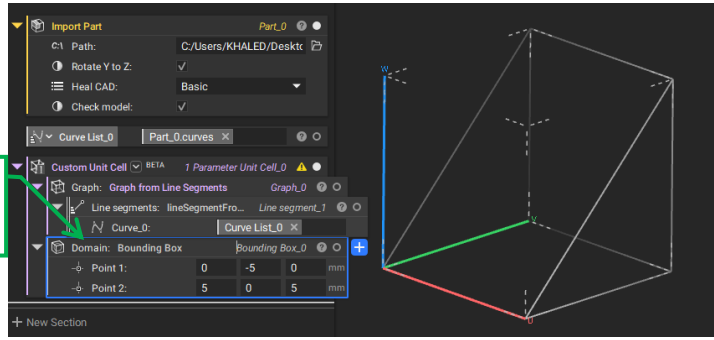 Import Part Part_0
C:\ Path: C:/Users/KHALED/Desktc
Rotate Y to Z:
Heal CAD: Basic
Check model:
Curve List_0 Part_0.curves
Custom Unit Cell BETA 1 Parameter Unit Cell_0
Graph: Graph from Line Segments Graph_0
Line segments: lineSegmentFro... Line segment_1
Curve_0: Curve List_0
Domain: Bounding Box Bounding Box_0
Point 1: 0 -5 0 mm
Point 2: 5 0 5 mm
+ New Section
W
V
U